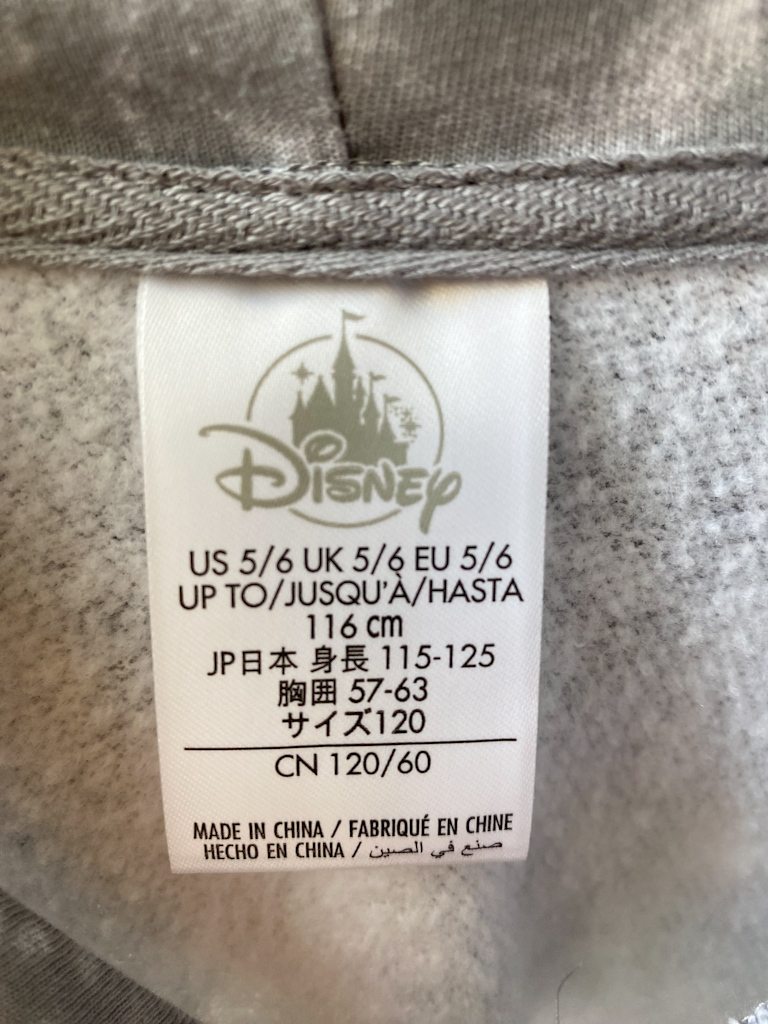 Disney
US 5/6 UK 5/6 EU 5/6
UP TO/JUSQU'À/HASTA
116 cm
JP日本 身長 115-125
胸囲 57-63
サイズ120
CN 120/60
MADE IN CHINA / FABRIQUÉ EN CHINE
HECHO EN CHINA / صنع في الصين